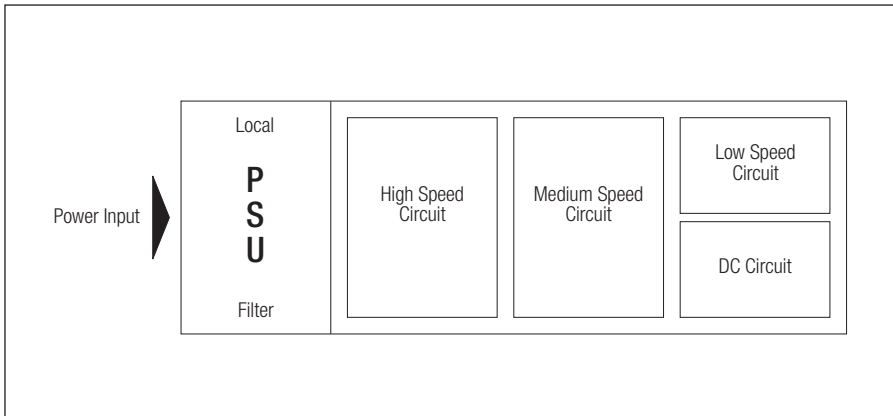 Power Input
Local
P
S
U
Filter
High Speed
Circuit
Medium Speed
Circuit
Low Speed
Circuit
DC Circuit